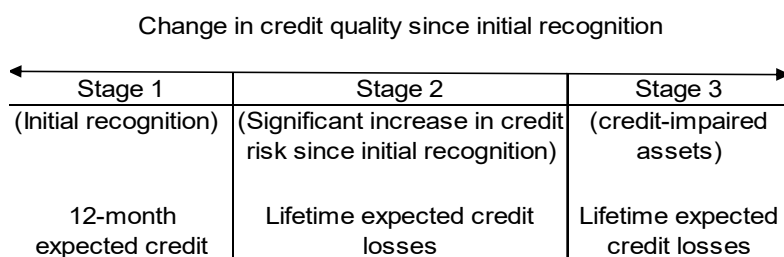 Change in credit quality since initial recognition
Stage 1 Stage 2 Stage 3
(Initial recognition) (Significant increase in credit (credit-impaired
risk since initial recognition) assets)
12-month Lifetime expected credit Lifetime expected
expected credit losses credit losses